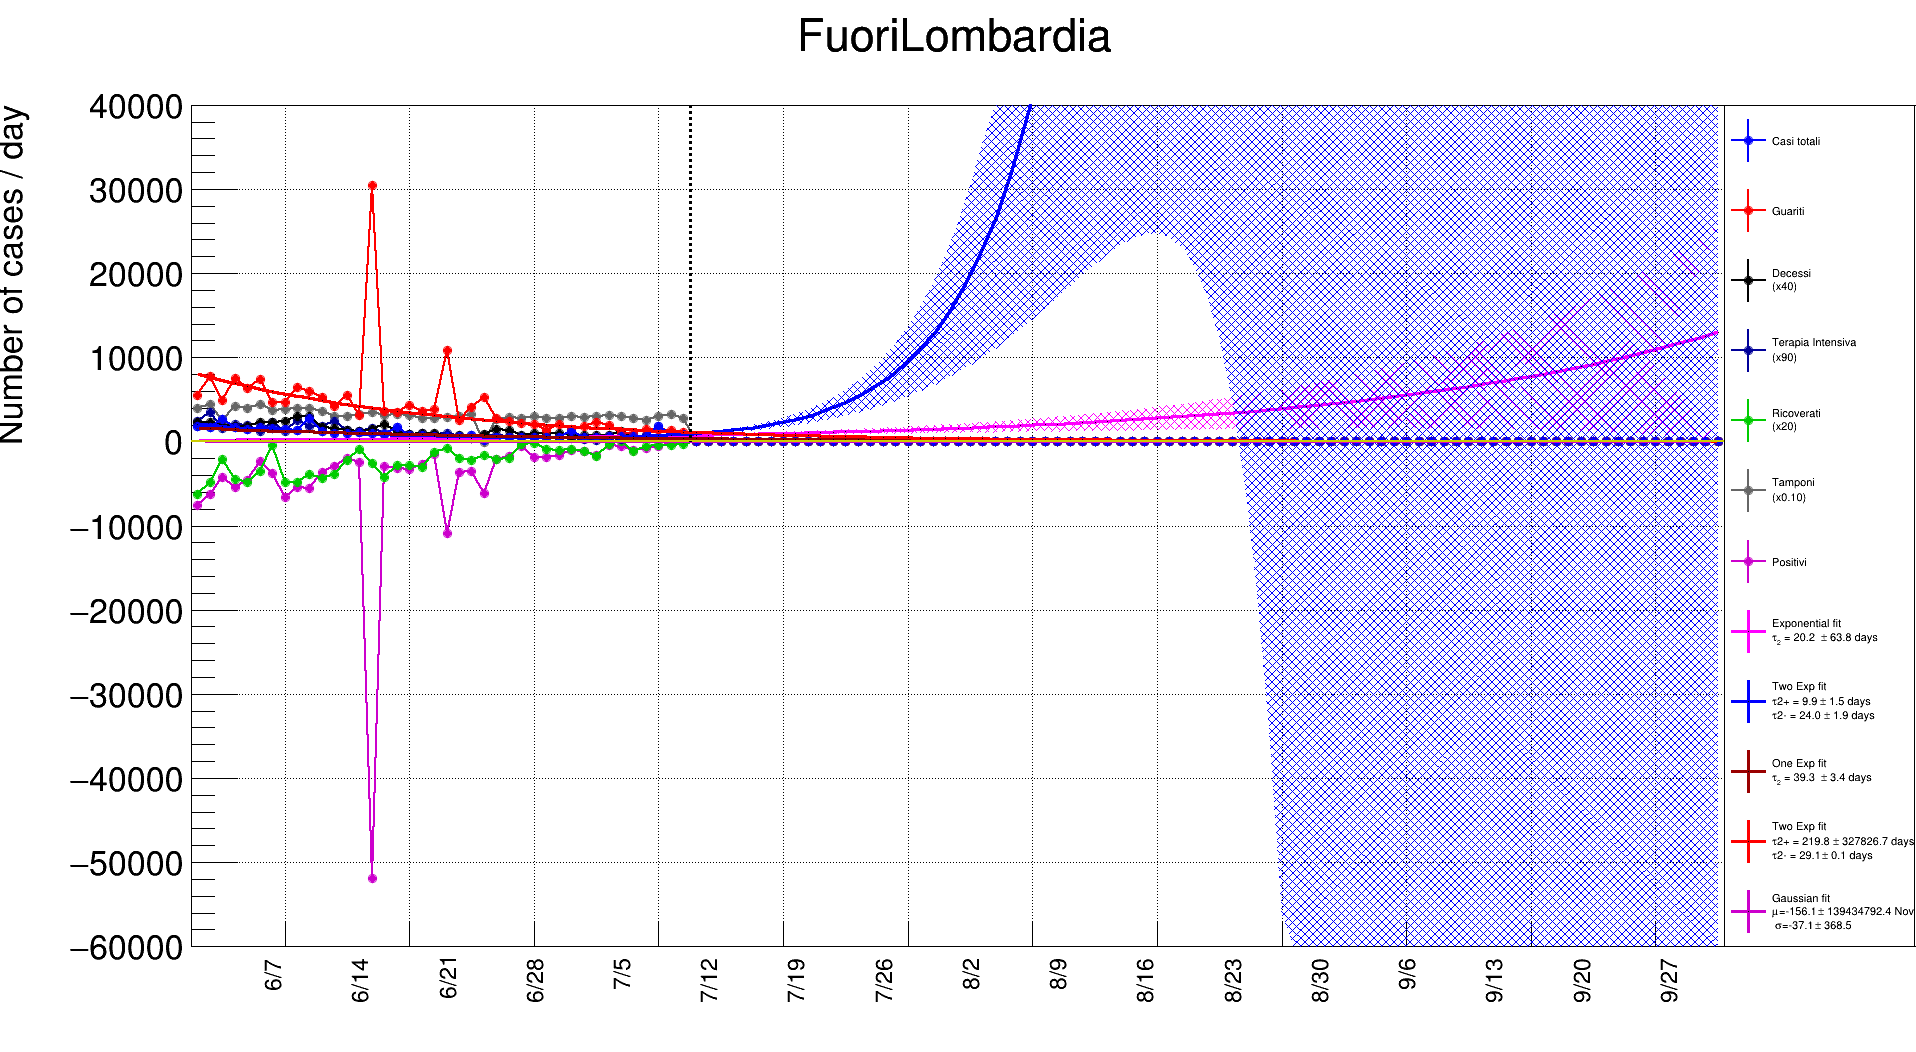 FuoriLombardia
Number of cases / day
40000
30000
20000
10000
0
−10000
−20000
−30000
−40000
−50000
−60000
6/7
6/14
6/21
6/28
7/5
7/12
7/19
7/26
8/2
8/9
8/16
8/23
8/30
9/6
9/13
9/20
9/27
Casi totali
Guariti
Decessi
(x40)
Terapia Intensiva
(x90)
Ricoverati
(x20)
Tamponi
(x0.10)
Positivi
Exponential fit
τ2 = 20.2 ± 63.8 days
Two Exp fit
τ2+ = 9.9 ± 1.5 days
τ2- = 24.0 ± 1.9 days
One Exp fit
τ2 = 39.3 ± 3.4 days
Two Exp fit
τ2+ = 219.8 ± 327826.7 days
τ2- = 29.1 ± 0.1 days
Gaussian fit
μ=-156.1 ± 139434792.4 Nov
σ=-37.1 ± 368.5